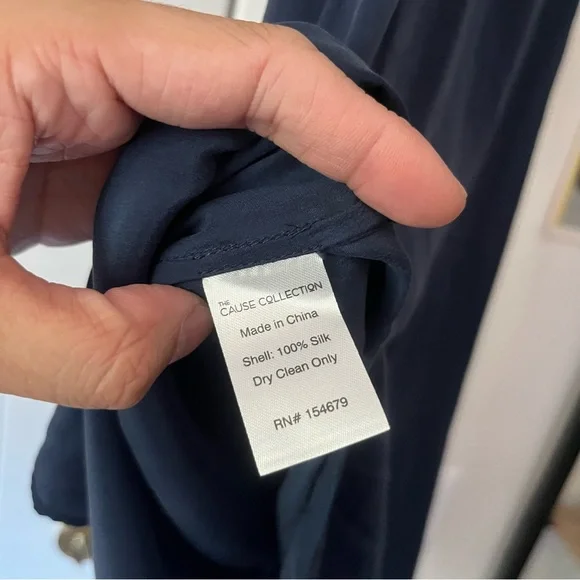 THE CAUSE COLLECTION
Made in China
Shell: 100% Silk
Dry Clean Only
RN# 154679